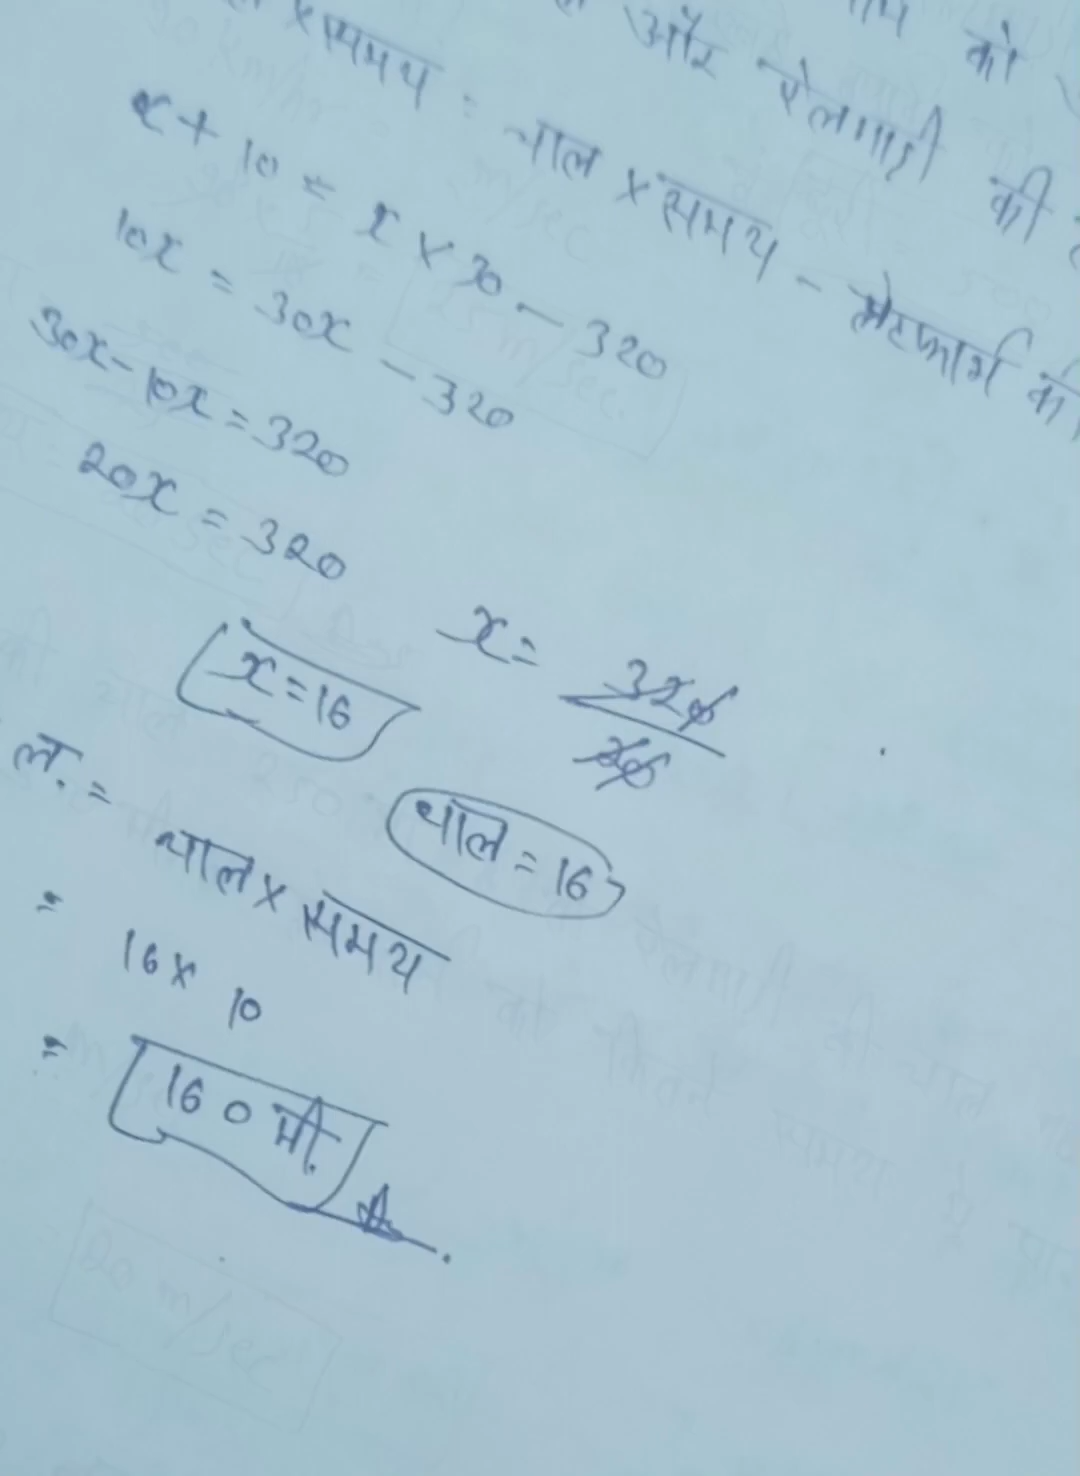 और रेलगाड़ी की
को
×समय = चाल × समय - प्लेटफार्म की
x + 10 = x × 30 - 320
10x = 30x - 320
30x - 10x = 320
20x = 320
x = 320/20
x = 16
चाल = 16
ल. = चाल × समय
= 16 × 10
= 160 मी.